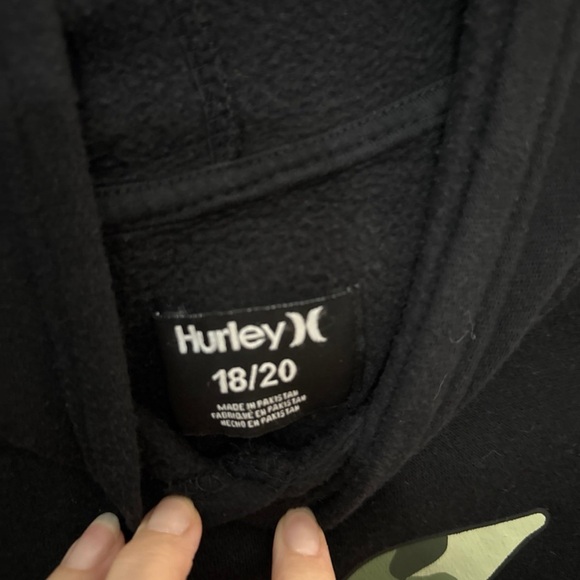 Hurley
18/20
MADE IN PAKISTAN
FABRIQUÉ EN PAKISTAN
HECHO EN PAKISTAN